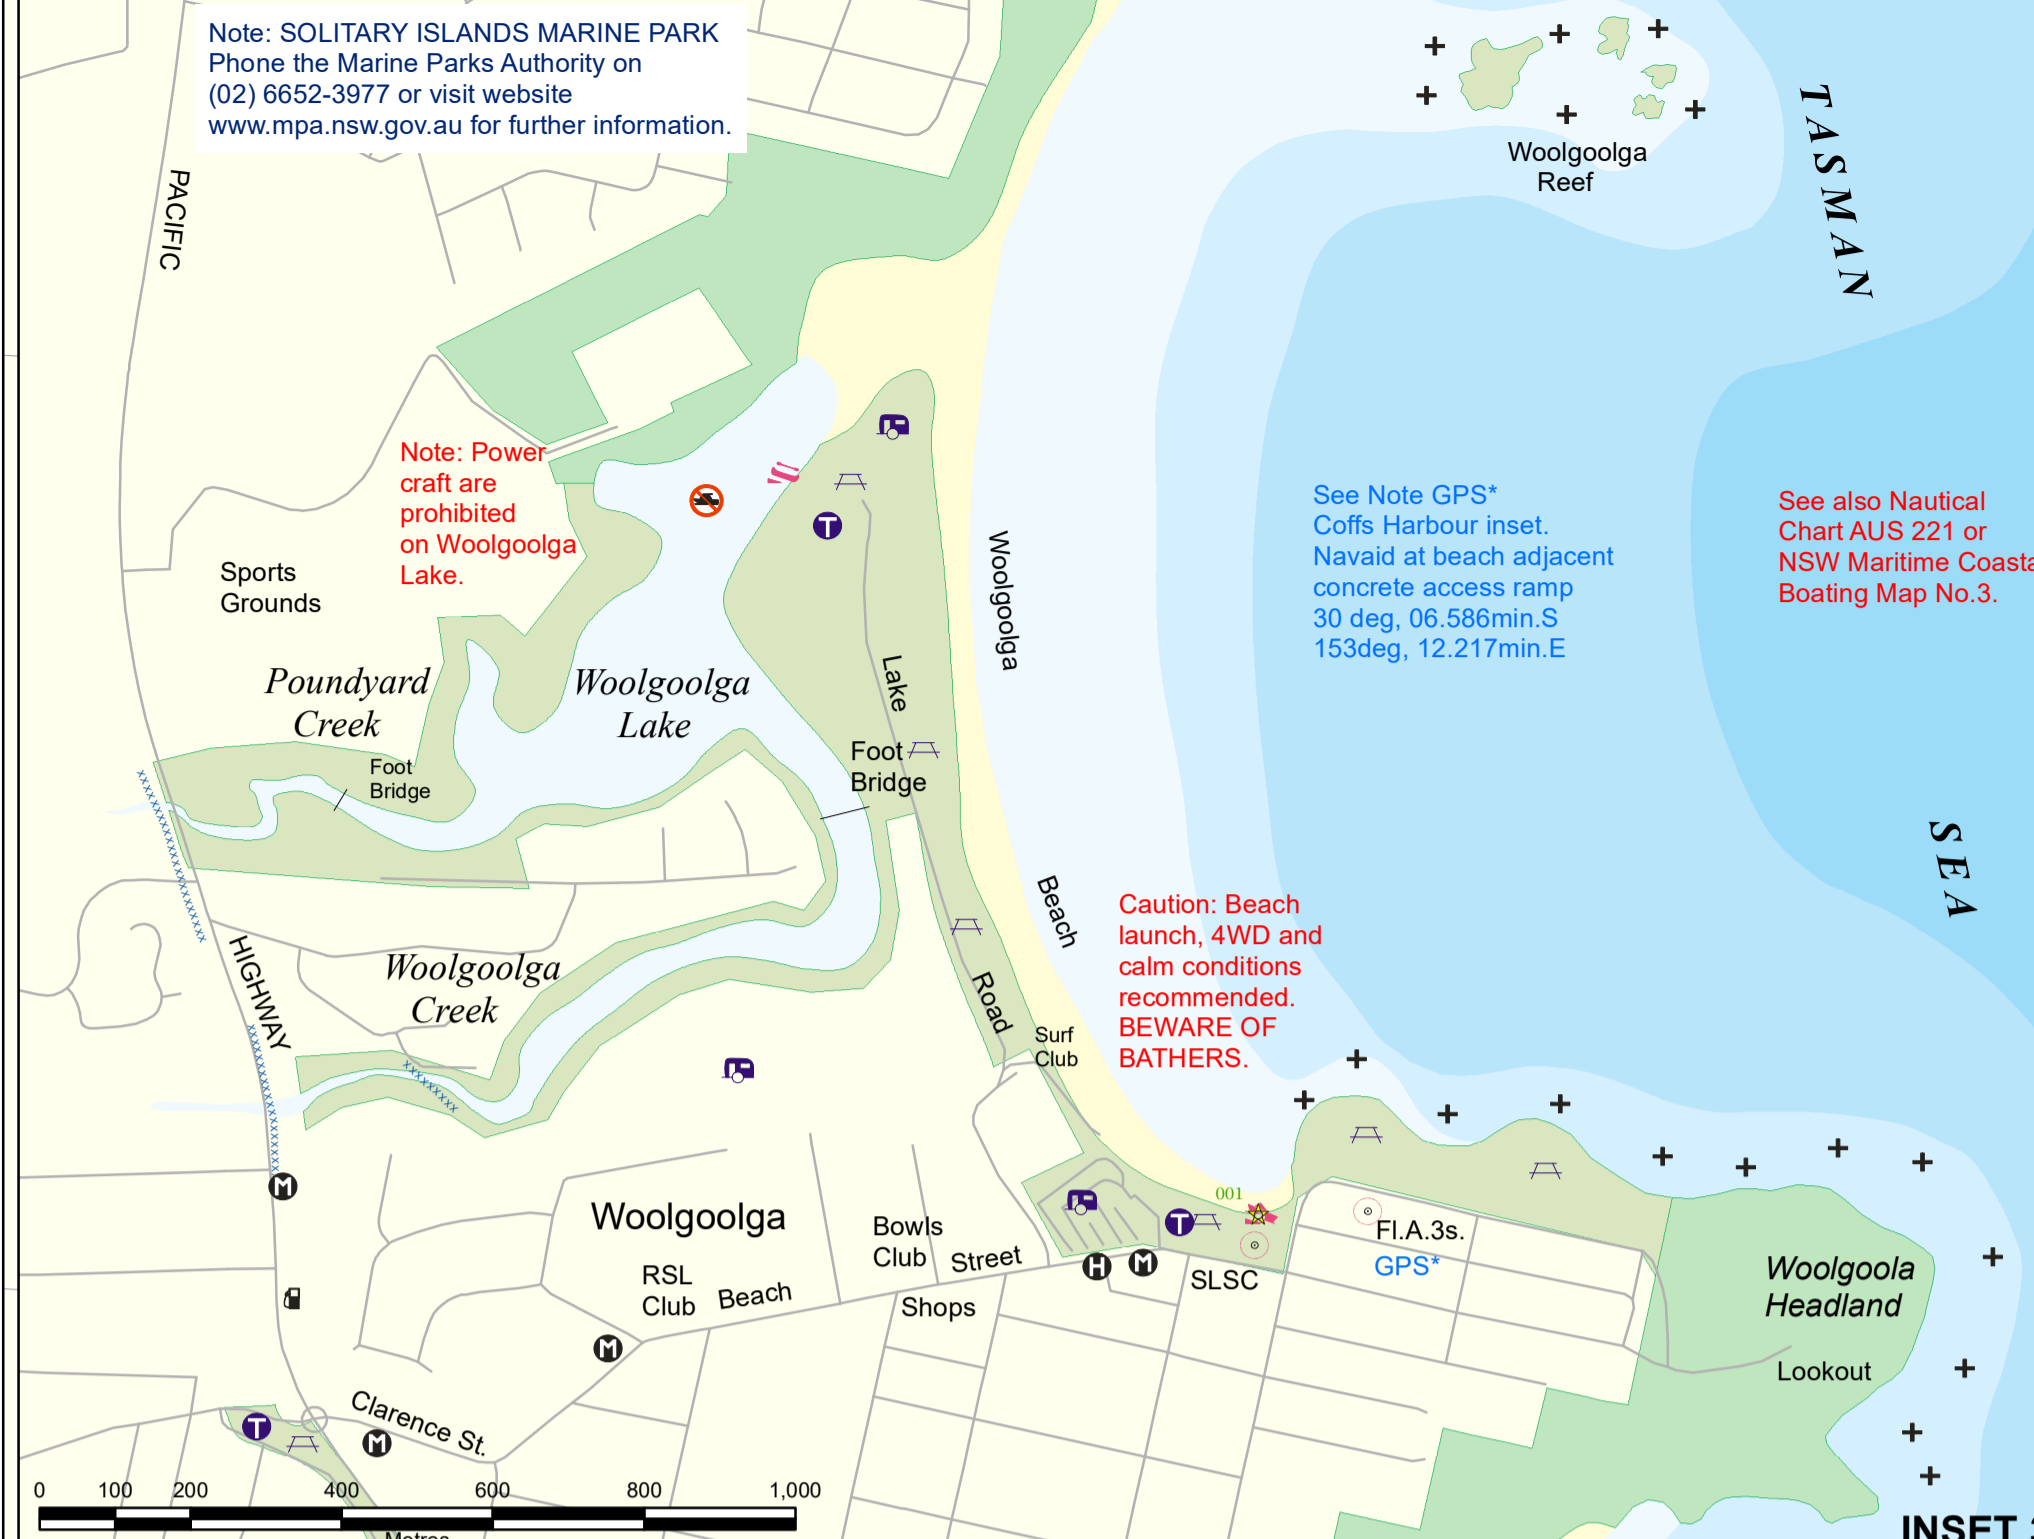 Note: SOLITARY ISLANDS MARINE PARK
Phone the Marine Parks Authority on
(02) 6652-3977 or visit website
www.mpa.nsw.gov.au for further information.
Woolgoolga
Reef
TASMAN
PACIFIC
Note: Power
craft are
prohibited
on Woolgoolga
Lake.
T
See Note GPS*
Coffs Harbour inset.
Navaid at beach adjacent
concrete access ramp
30 deg, 06.586min.S
153deg, 12.217min.E
See also Nautical
Chart AUS 221 or
NSW Maritime Coasta
Boating Map No.3.
Sports
Grounds
Woolgoolga
Poundyard
Creek
Woolgoolga
Lake
Lake
Foot
Bridge
Foot
Bridge
SEA
Beach
Caution: Beach
launch, 4WD and
calm conditions
recommended.
BEWARE OF
BATHERS.
HIGHWAY
Woolgoolga
Creek
Road
Surf
Club
M
001
T
Woolgoolga
Bowls
Club
Street
H
M
SLSC
Fl.A.3s.
GPS*
Woolgoola
Headland
RSL
Club
Beach
Shops
M
Lookout
Clarence St.
T
M
0 100 200 400 600 800 1,000
Metres
INSET